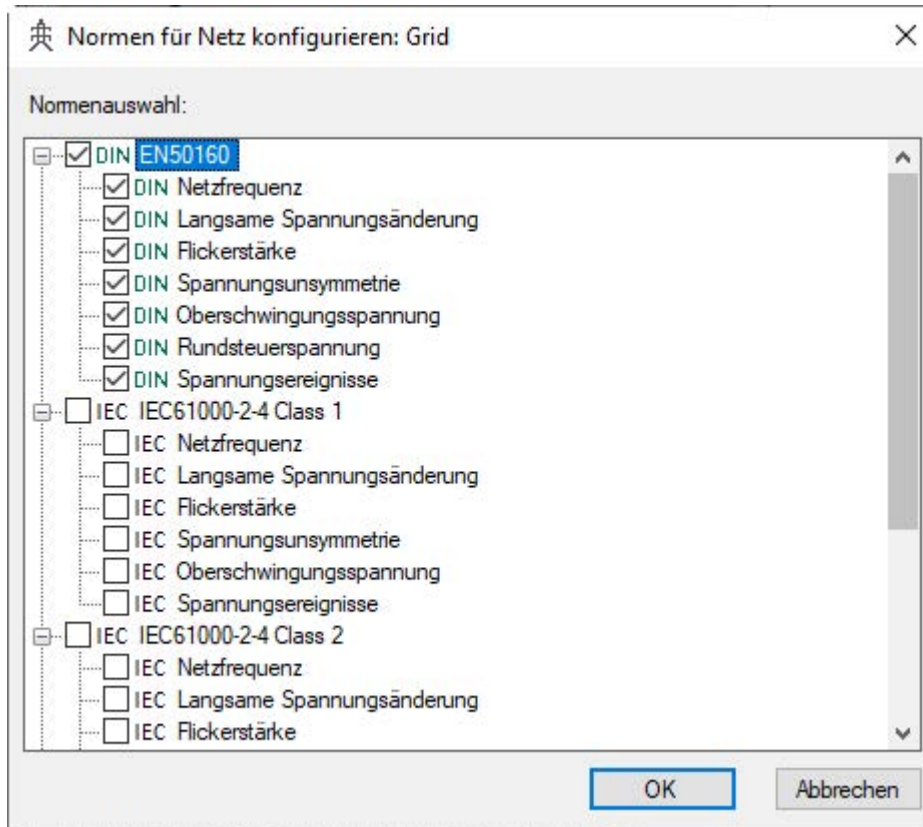 Normen für Netz konfigurieren: Grid
Normenauswahl:
DIN EN50160
DIN Netzfrequenz
DIN Langsame Spannungsänderung
DIN Flickerstärke
DIN Spannungsunsymmetrie
DIN Oberschwingungsspannung
DIN Rundsteuerspannung
DIN Spannungsereignisse
IEC IEC61000-2-4 Class 1
IEC Netzfrequenz
IEC Langsame Spannungsänderung
IEC Flickerstärke
IEC Spannungsunsymmetrie
IEC Oberschwingungsspannung
IEC Spannungsereignisse
IEC IEC61000-2-4 Class 2
IEC Netzfrequenz
IEC Langsame Spannungsänderung
IEC Flickerstärke
OK Abbrechen